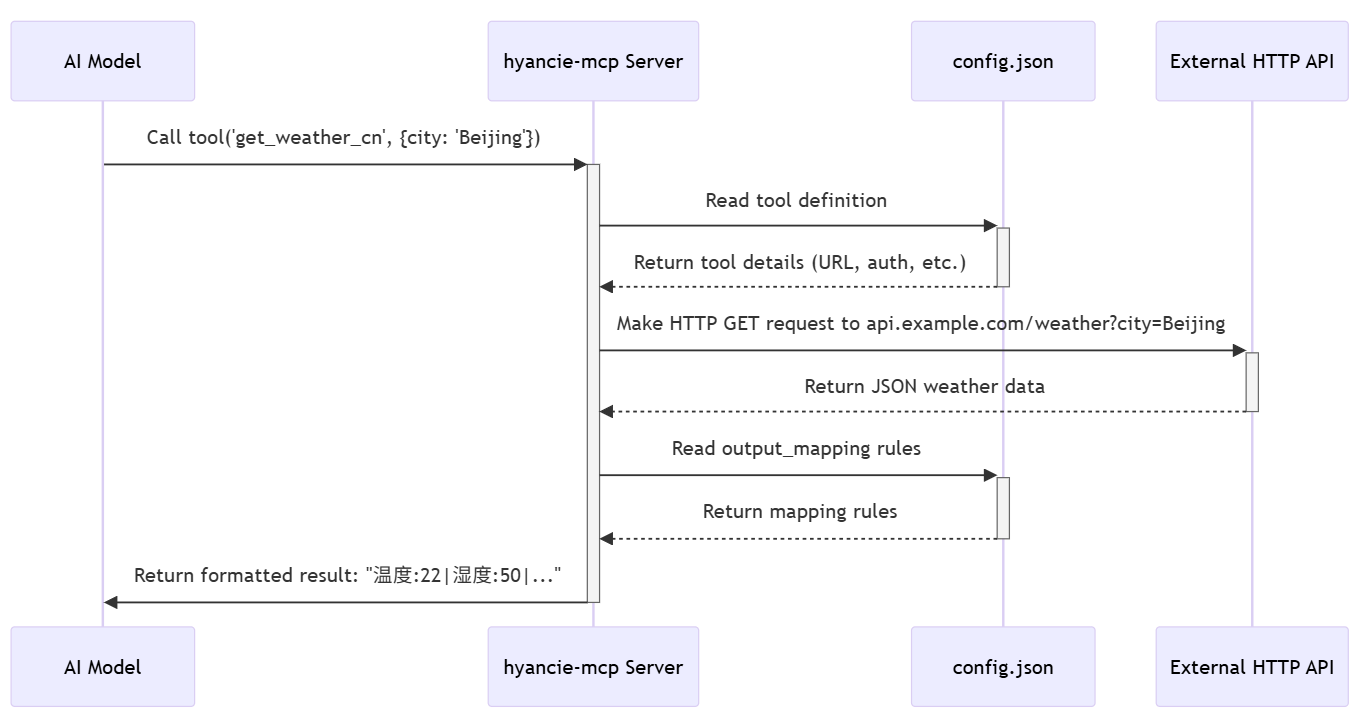 AI Model
hyancie-mcp Server
config.json
External HTTP API
Call tool('get_weather_cn', {city: 'Beijing'})
Read tool definition
Return tool details (URL, auth, etc.)
Make HTTP GET request to api.example.com/weather?city=Beijing
Return JSON weather data
Read output_mapping rules
Return mapping rules
Return formatted result: "温度:22|湿度:50|..."
AI Model
hyancie-mcp Server
config.json
External HTTP API